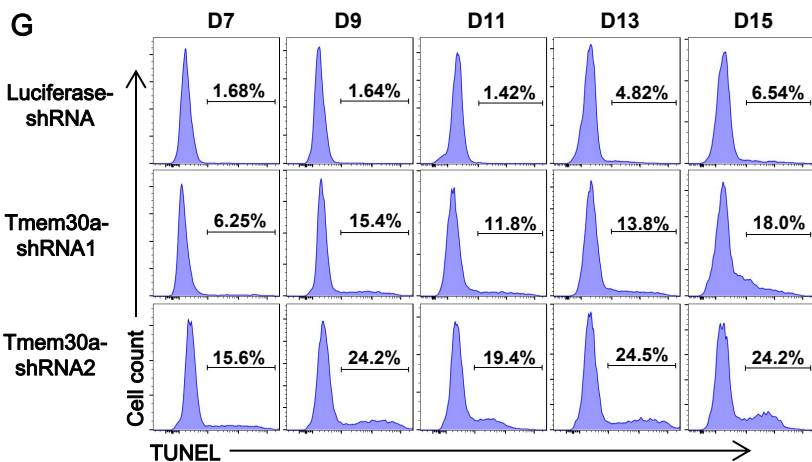 G
D7 D9 D11 D13 D15
Luciferase-
shRNA
1.68% 1.64% 1.42% 4.82% 6.54%
Tmem30a-
shRNA1
6.25% 15.4% 11.8% 13.8% 18.0%
Tmem30a-
shRNA2
15.6% 24.2% 19.4% 24.5% 24.2%
Cell count
TUNEL